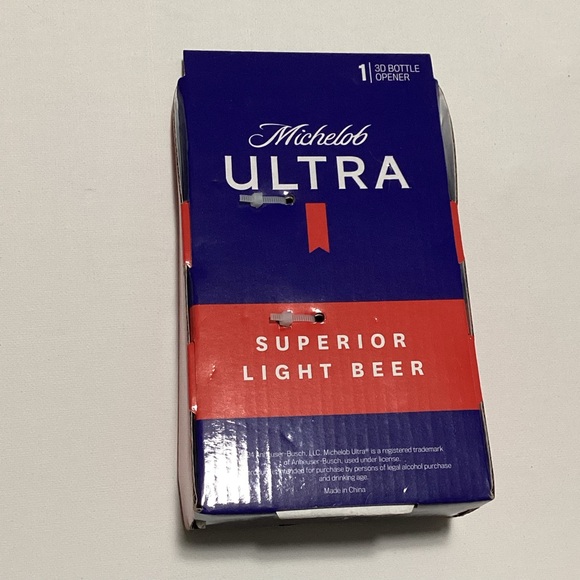 1 3D BOTTLE
OPENER
Michelob
ULTRA
SUPERIOR
LIGHT BEER
Anheuser-Busch, LLC. Michelob Ultra® is a registered trademark
of Anheuser-Busch, used under license.
intended for purchase by persons of legal alcohol purchase
and drinking age.
Made in China